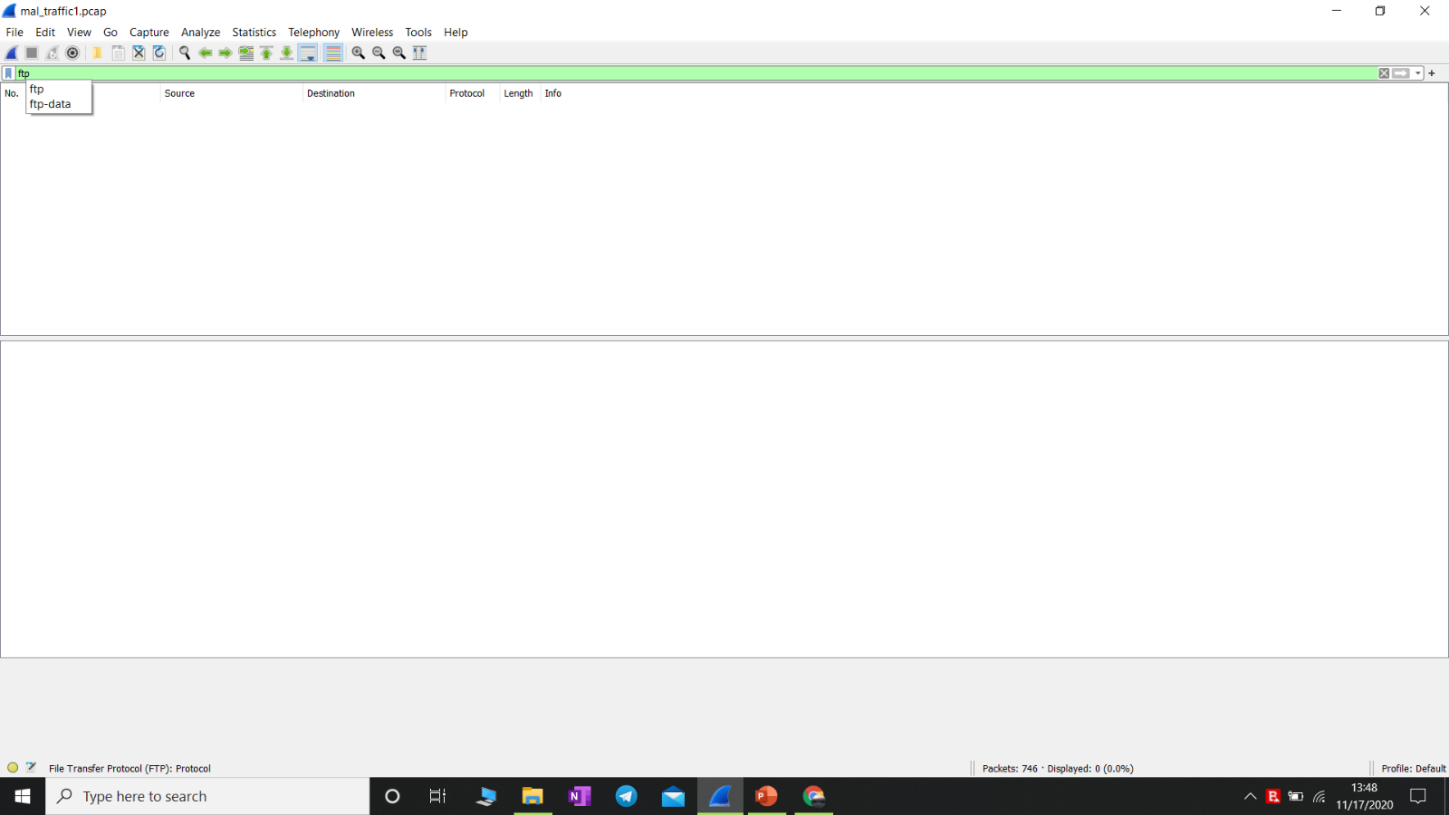 mal_traffic1.pcap
File Edit View Go Capture Analyze Statistics Telephony Wireless Tools Help
ftp
ftp
ftp-data
No. Source Destination Protocol Length Info
File Transfer Protocol (FTP): Protocol
Packets: 746 · Displayed: 0 (0.0%)
Profile: Default
Type here to search
13:48
11/17/2020